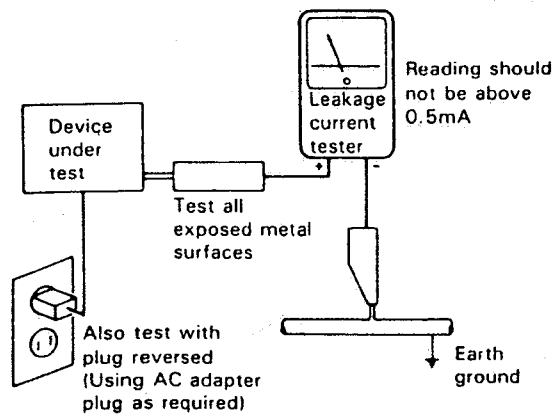 Device
under
test
Leakage
current
tester
+ -
Reading should
not be above
0.5mA
Test all
exposed metal
surfaces
Also test with
plug reversed
(Using AC adapter
plug as required)
Earth
ground